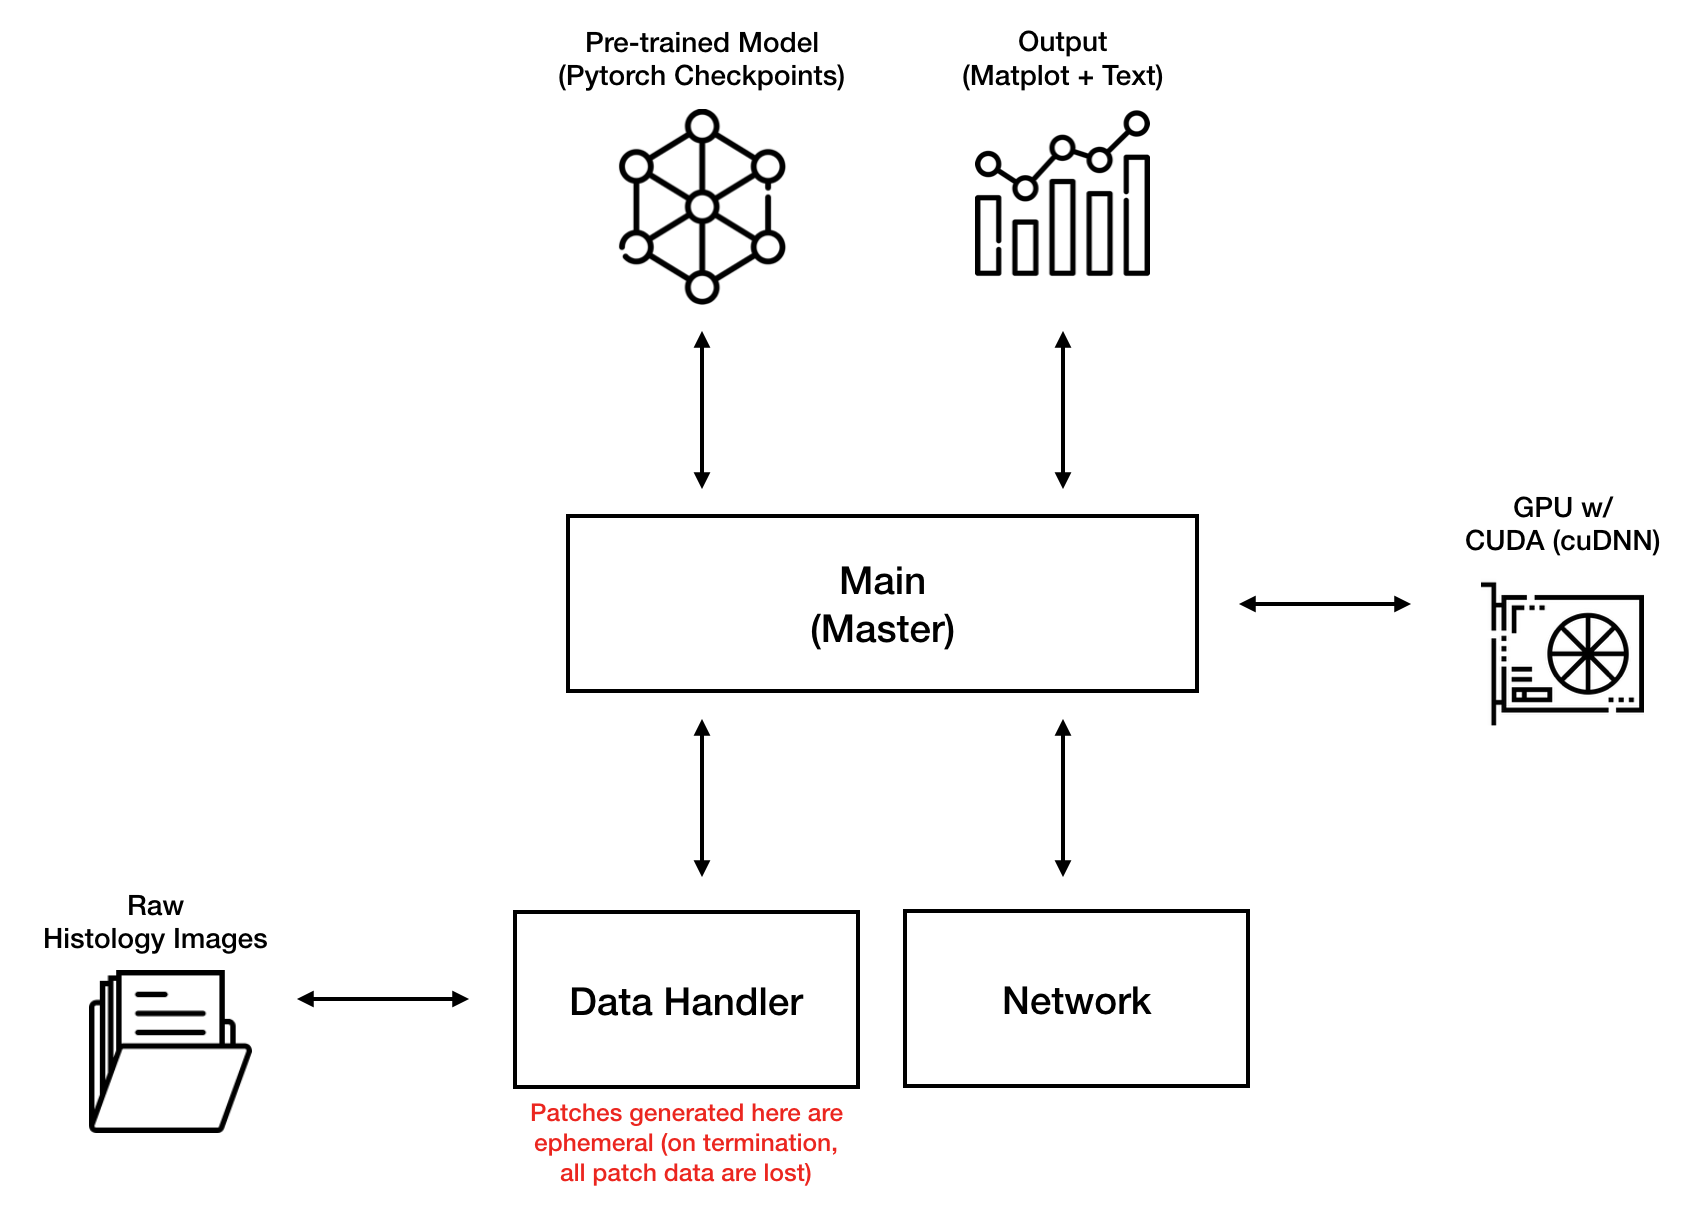 Pre-trained Model
(Pytorch Checkpoints)
Output
(Matplot + Text)
Main
(Master)
GPU w/
CUDA (cuDNN)
Raw
Histology Images
Data Handler
Network
Patches generated here are
ephemeral (on termination,
all patch data are lost)